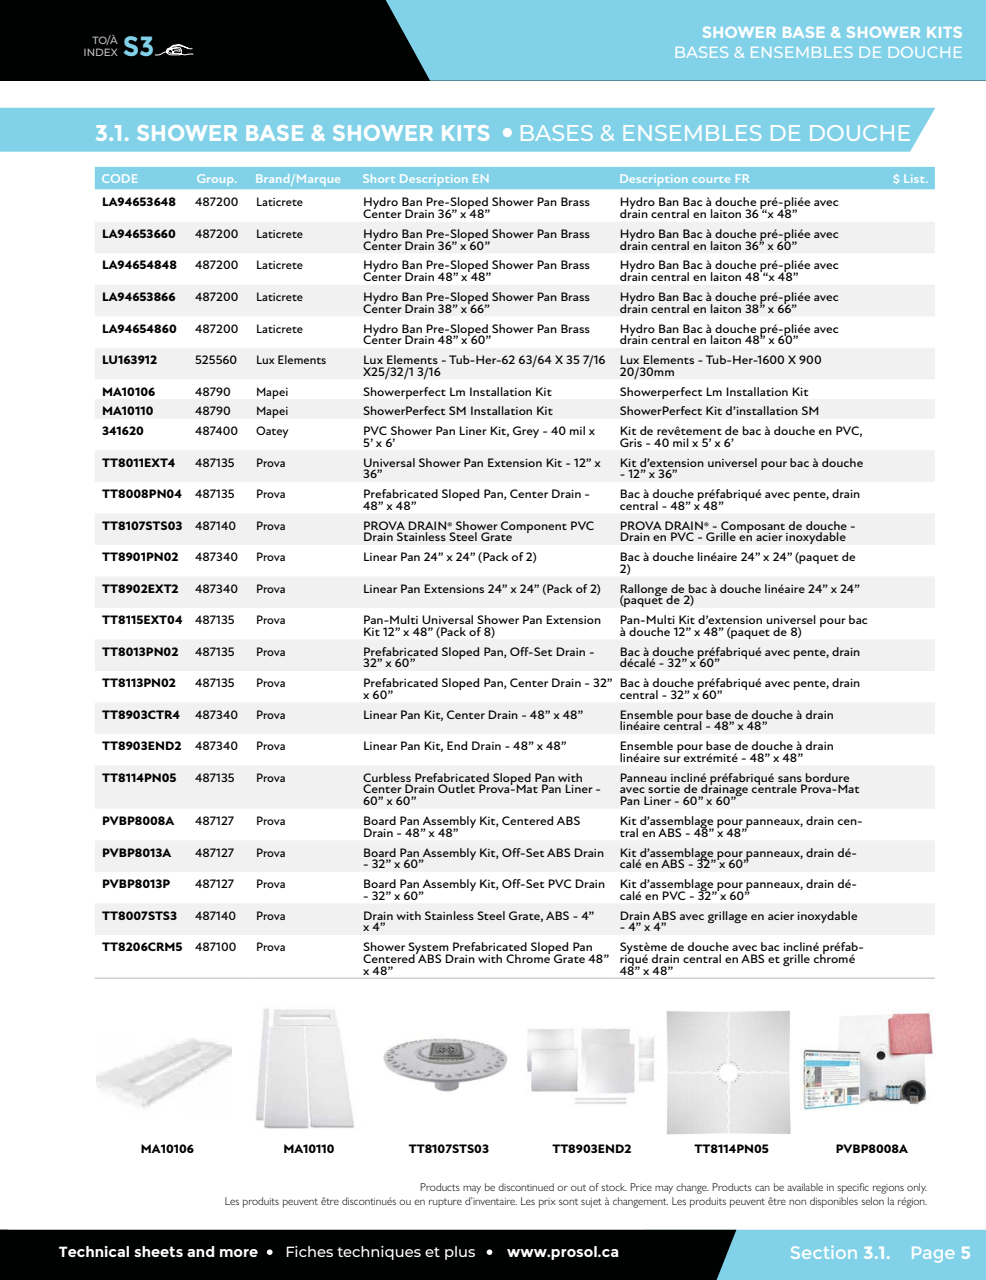 TO/À
INDEX S3
SHOWER BASE & SHOWER KITS
BASES & ENSEMBLES DE DOUCHE
3.1. SHOWER BASE & SHOWER KITS • BASES & ENSEMBLES DE DOUCHE
CODE Group. Brand/Marque Short Description EN Description courte FR $ List.
LA94653648 487200 Laticrete Hydro Ban Pre-Sloped Shower Pan Brass Hydro Ban Bac à douche pré-pliée avec
Center Drain 36” x 48” drain central en laiton 36 “x 48”
LA94653660 487200 Laticrete Hydro Ban Pre-Sloped Shower Pan Brass Hydro Ban Bac à douche pré-pliée avec
Center Drain 36” x 60” drain central en laiton 36” x 60”
LA94654848 487200 Laticrete Hydro Ban Pre-Sloped Shower Pan Brass Hydro Ban Bac à douche pré-pliée avec
Center Drain 48” x 48” drain central en laiton 48 “x 48”
LA94653866 487200 Laticrete Hydro Ban Pre-Sloped Shower Pan Brass Hydro Ban Bac à douche pré-pliée avec
Center Drain 38” x 66” drain central en laiton 38” x 66”
LA94654860 487200 Laticrete Hydro Ban Pre-Sloped Shower Pan Brass Hydro Ban Bac à douche pré-pliée avec
Center Drain 48” x 60” drain central en laiton 48” x 60”
LU163912 525560 Lux Elements Lux Elements - Tub-Her-62 63/64 X 35 7/16 Lux Elements - Tub-Her-1600 X 900
X25/32/1 3/16 20/30mm
MA10106 48790 Mapei Showerperfect Lm Installation Kit Showerperfect Lm Installation Kit
MA10110 48790 Mapei ShowerPerfect SM Installation Kit ShowerPerfect Kit d’installation SM
341620 487400 Oatey PVC Shower Pan Liner Kit, Grey - 40 mil x Kit de revêtement de bac à douche en PVC,
5’ x 6’ Gris - 40 mil x 5’ x 6’
TT8011EXT4 487135 Prova Universal Shower Pan Extension Kit - 12” x Kit d’extension universel pour bac à douche
36” - 12” x 36”
TT8008PN04 487135 Prova Prefabricated Sloped Pan, Center Drain - Bac à douche préfabriqué avec pente, drain
48” x 48” central - 48” x 48”
TT8107STS03 487140 Prova PROVA DRAIN® Shower Component PVC PROVA DRAIN® - Composant de douche -
Drain Stainless Steel Grate Drain en PVC - Grille en acier inoxydable
TT8901PN02 487340 Prova Linear Pan 24” x 24” (Pack of 2) Bac à douche linéaire 24” x 24” (paquet de
2)
TT8902EXT2 487340 Prova Linear Pan Extensions 24” x 24” (Pack of 2) Rallonge de bac à douche linéaire 24” x 24”
(paquet de 2)
TT8115EXT04 487135 Prova Pan-Multi Universal Shower Pan Extension Pan-Multi Kit d’extension universel pour bac
Kit 12” x 48” (Pack of 8) à douche 12” x 48” (paquet de 8)
TT8013PN02 487135 Prova Prefabricated Sloped Pan, Off-Set Drain - Bac à douche préfabriqué avec pente, drain
32” x 60” décalé - 32” x 60”
TT8113PN02 487135 Prova Prefabricated Sloped Pan, Center Drain - 32” Bac à douche préfabriqué avec pente, drain
x 60” central - 32” x 60”
TT8903CTR4 487340 Prova Linear Pan Kit, Center Drain - 48” x 48” Ensemble pour base de douche à drain
linéaire central - 48” x 48”
TT8903END2 487340 Prova Linear Pan Kit, End Drain - 48” x 48” Ensemble pour base de douche à drain
linéaire sur extrémité - 48” x 48”
TT8114PN05 487135 Prova Curbless Prefabricated Sloped Pan with Panneau incliné préfabriqué sans bordure
Center Drain Outlet Prova-Mat Pan Liner - avec sortie de drainage centrale Prova-Mat
60” x 60” Pan Liner - 60” x 60”
PVBP8008A 487127 Prova Board Pan Assembly Kit, Centered ABS Kit d’assemblage pour panneaux, drain cen-
Drain - 48” x 48” tral en ABS - 48” x 48”
PVBP8013A 487127 Prova Board Pan Assembly Kit, Off-Set ABS Drain Kit d’assemblage pour panneaux, drain dé-
- 32” x 60” calé en ABS - 32” x 60”
PVBP8013P 487127 Prova Board Pan Assembly Kit, Off-Set PVC Drain Kit d’assemblage pour panneaux, drain dé-
- 32” x 60” calé en PVC - 32” x 60”
TT8007STS3 487140 Prova Drain with Stainless Steel Grate, ABS - 4” Drain ABS avec grillage en acier inoxydable
x 4” - 4” x 4”
TT8206CRM5 487100 Prova Shower System Prefabricated Sloped Pan Système de douche avec bac incliné préfab-
Centered ABS Drain with Chrome Grate 48” riqué drain central en ABS et grille chromé
x 48” 48” x 48”
MA10106 MA10110 TT8107STS03 TT8903END2 TT8114PN05 PVBP8008A
Products may be discontinued or out of stock. Price may change. Products can be available in specific regions only.
Les produits peuvent être discontinués ou en rupture d’inventaire. Les prix sont sujet à changement. Les produits peuvent être non disponibles selon la région.
Technical sheets and more • Fiches techniques et plus • www.prosol.ca
Section 3.1. Page 5